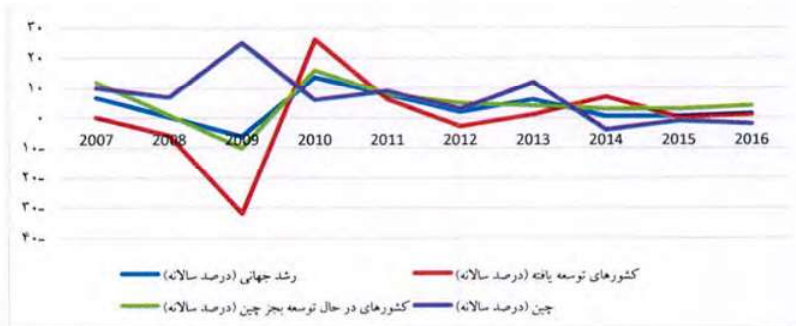 ۳۰
۲۰
۱۰
۰
2007 2008 2009 2010 2011 2012 2013 2014 2015 2016
۱۰-
۲۰-
۳۰-
۴۰-
کشورهای توسعه یافته (درصد سالانه) رشد جهانی (درصد سالانه)
چین (درصد سالانه) کشورهای در حال توسعه بجز چین (درصد سالانه)